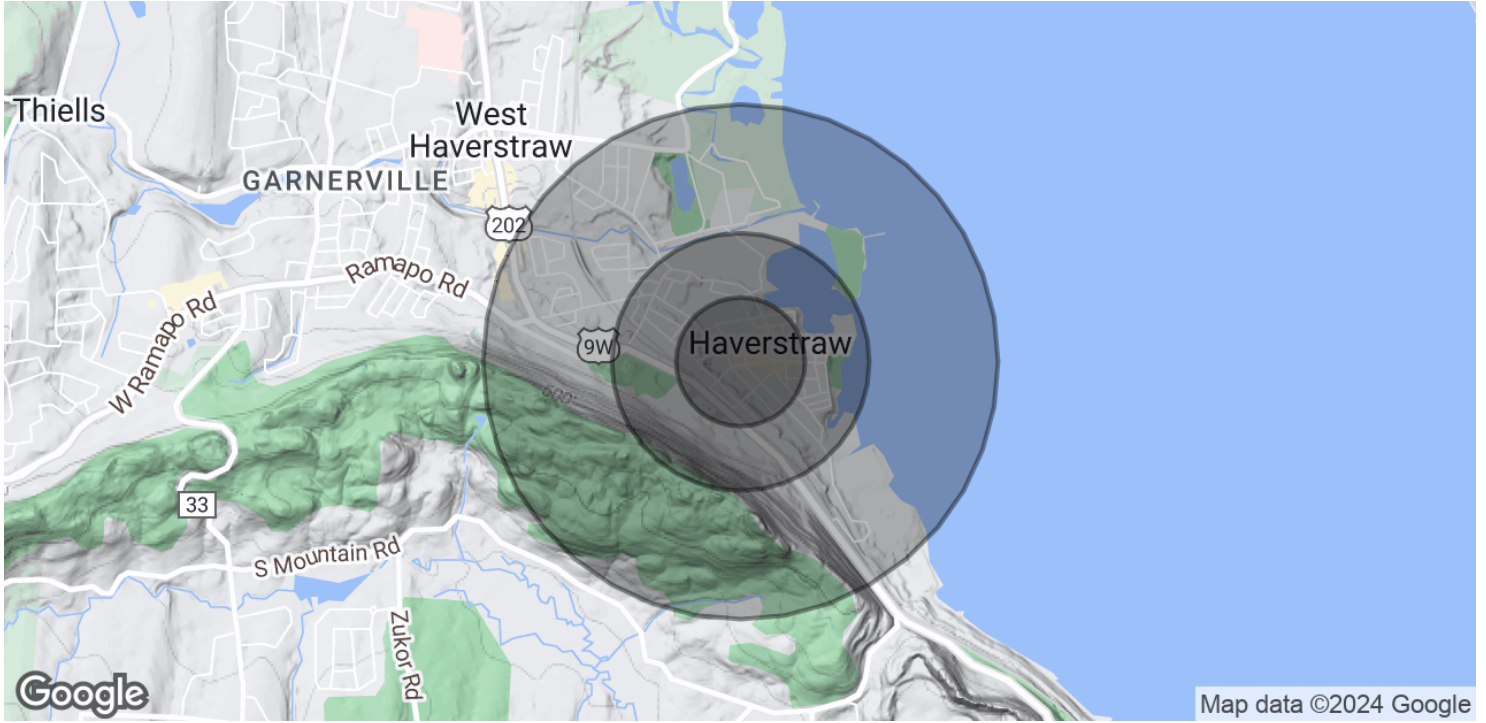 Thiells
West
Haverstraw
GARNERVILLE
202
Ramapo Rd
W Ramapo Rd
9W
Haverstraw
600
33
S Mountain Rd
Zukor Rd
Google
Map data ©2024 Google